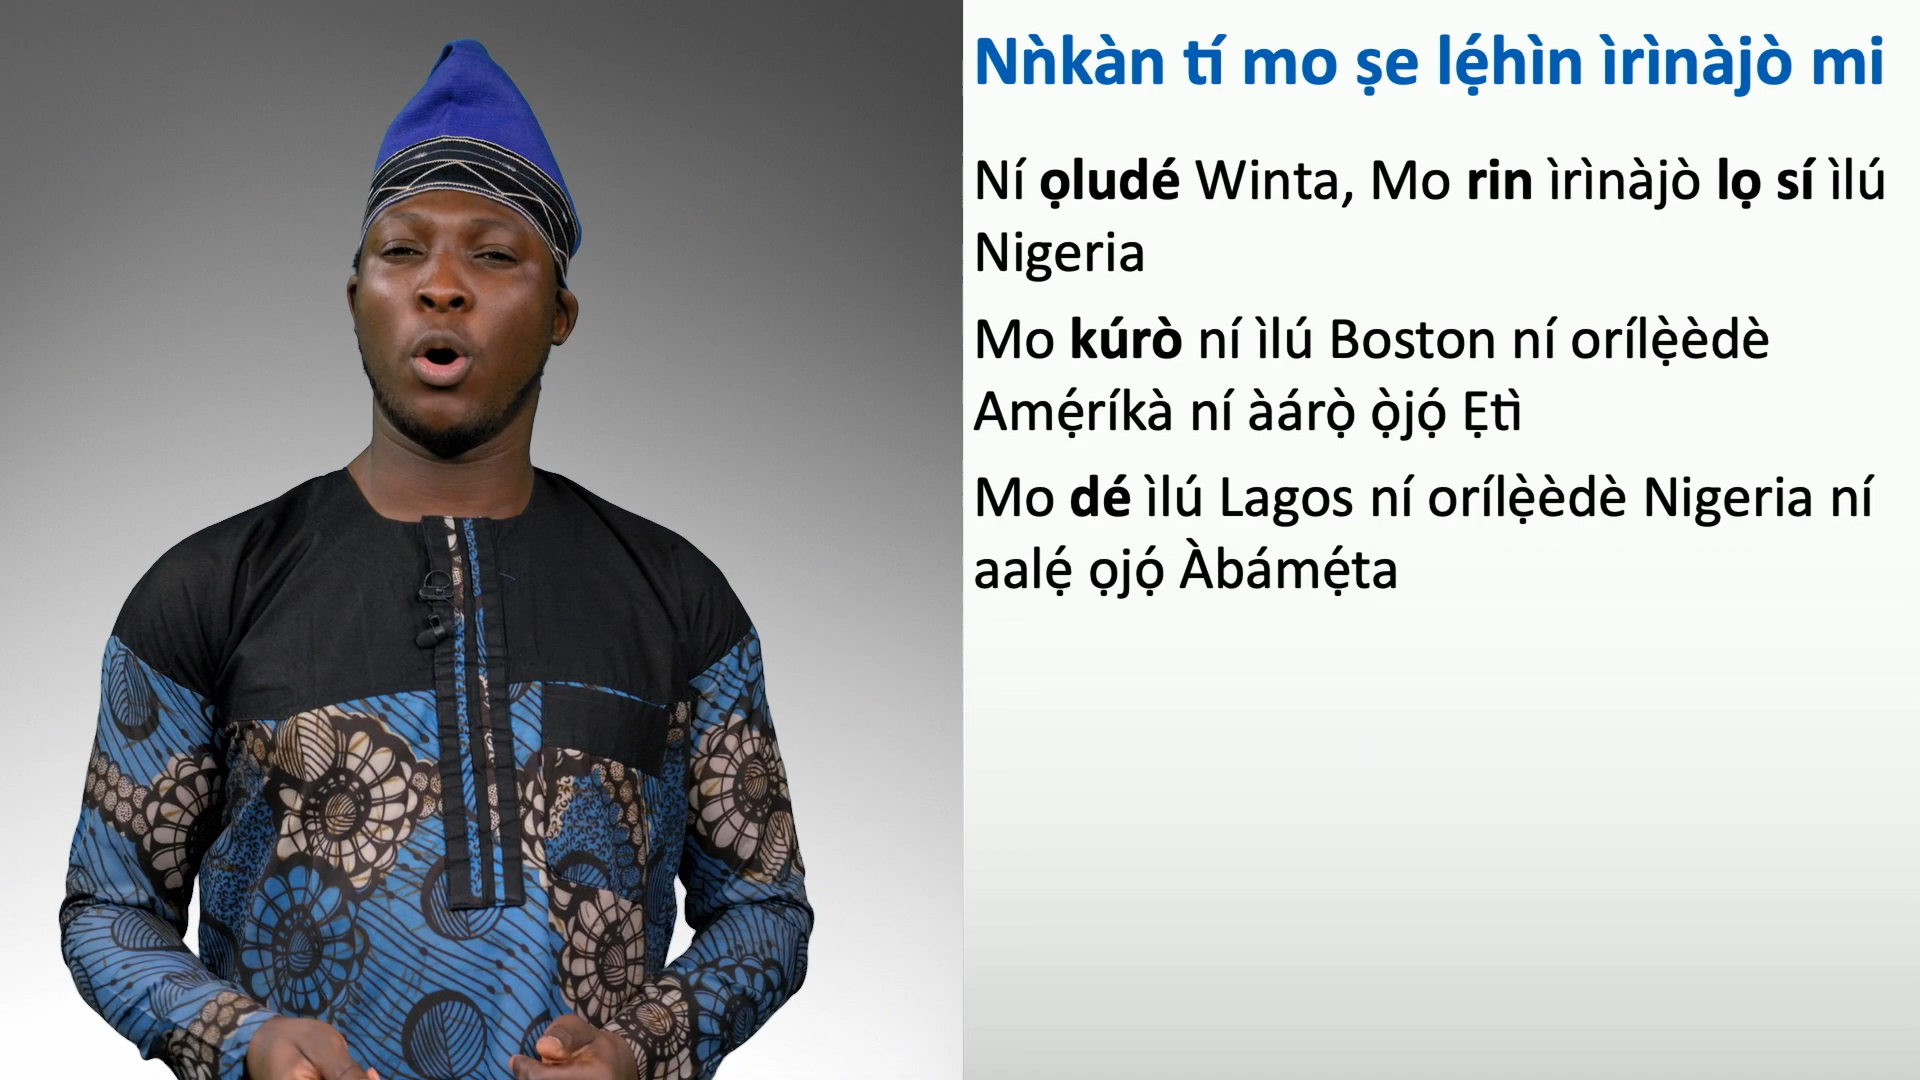 Nǹkàn tí mo ṣe lẹ́hìn ìrìnàjò mi
Ní ọludé Winta, Mo rin ìrìnàjò lọ sí ìlú
Nigeria
Mo kúrò ní ìlú Boston ní orílẹ̀èdè
Amẹ́ríkà ní àárọ̀ ọ̀jọ́ Ẹtì
Mo dé ìlú Lagos ní orílẹ̀èdè Nigeria ní
aalẹ́ ọjọ́ Àbámẹ́ta